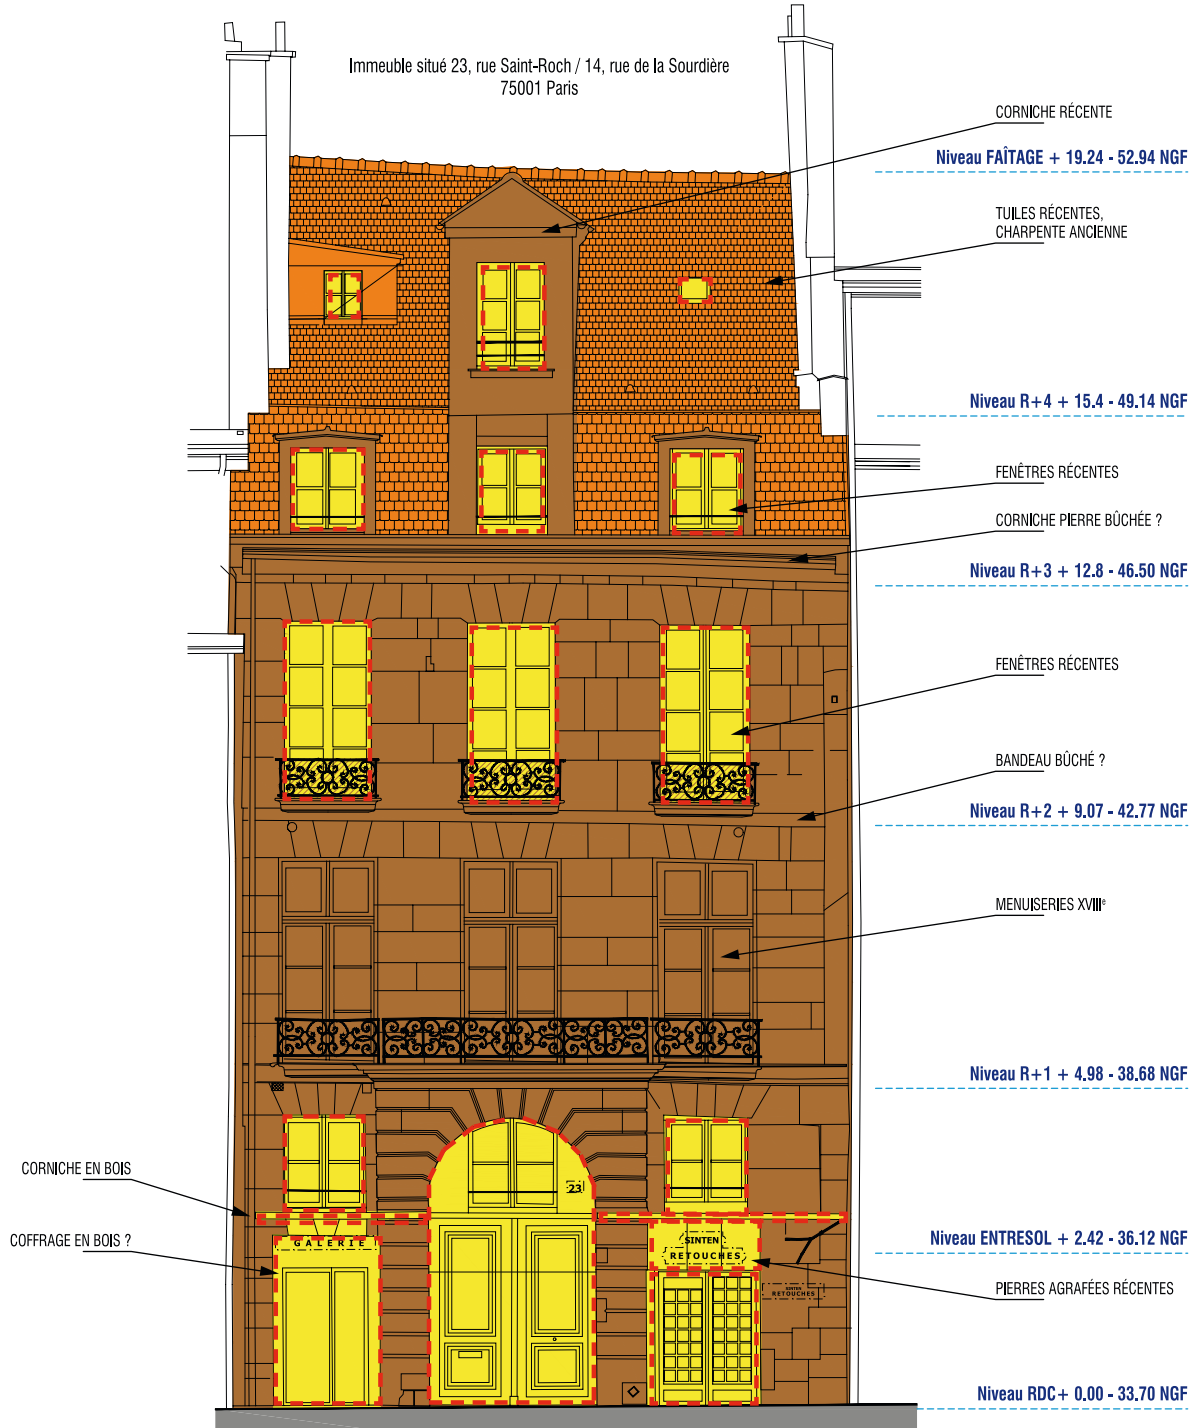 Immeuble situé 23, rue Saint-Roch / 14, rue de la Sourdière
75001 Paris
CORNICHE RÉCENTE
Niveau FAÎTAGE + 19.24 - 52.94 NGF
TUILES RÉCENTES,
CHARPENTE ANCIENNE
Niveau R+4 + 15.4 - 49.14 NGF
FENÊTRES RÉCENTES
CORNICHE PIERRE BÛCHÉE ?
Niveau R+3 + 12.8 - 46.50 NGF
FENÊTRES RÉCENTES
BANDEAU BÛCHÉ ?
Niveau R+2 + 9.07 - 42.77 NGF
MENUISERIES XVIIIe
Niveau R+1 + 4.98 - 38.68 NGF
CORNICHE EN BOIS
23
COFFRAGE EN BOIS ?
GALERIE
SINTEN
RETOUCHES
Niveau ENTRESOL + 2.42 - 36.12 NGF
SINTEN
RETOUCHES
PIERRES AGRAFÉES RÉCENTES
Niveau RDC+ 0.00 - 33.70 NGF